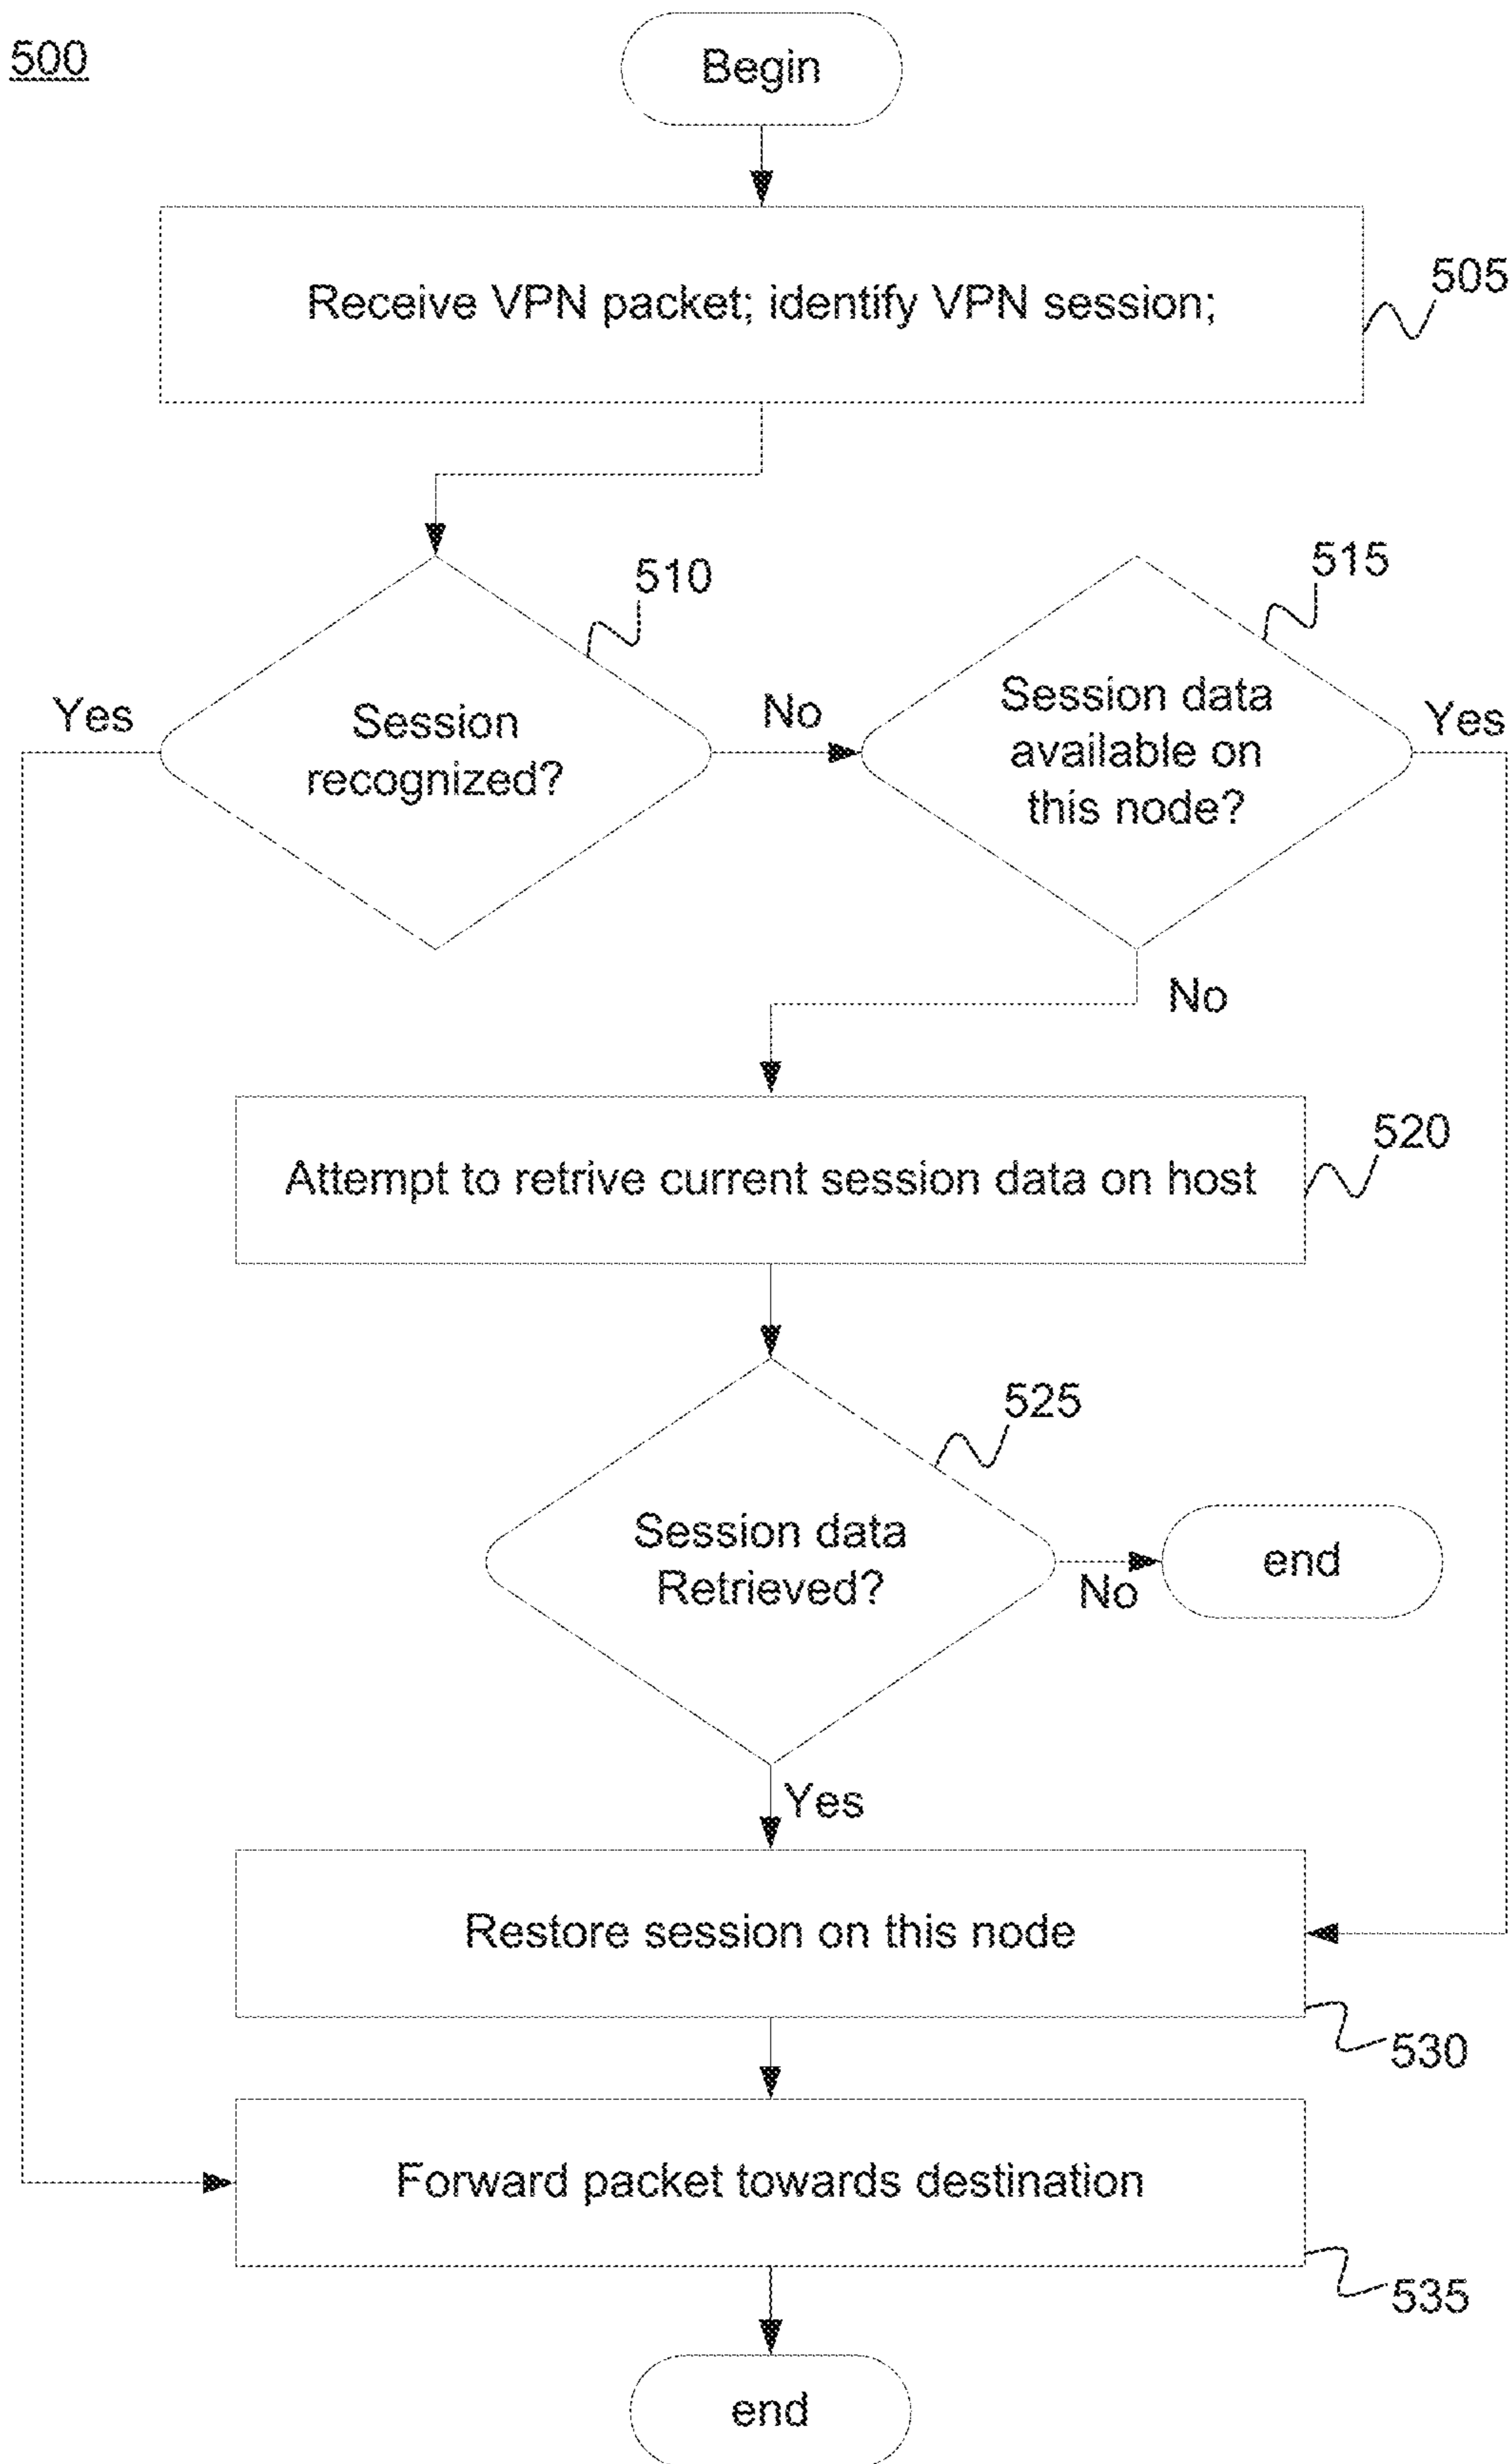 500
Begin
Receive VPN packet; identify VPN session;
505
510
515
Yes
Session
recognized?
No
Session data
available on
this node?
Yes
No
Attempt to retrive current session data on host
520
525
Session data
Retrieved?
No
end
Yes
Restore session on this node
530
Forward packet towards destination
535
end